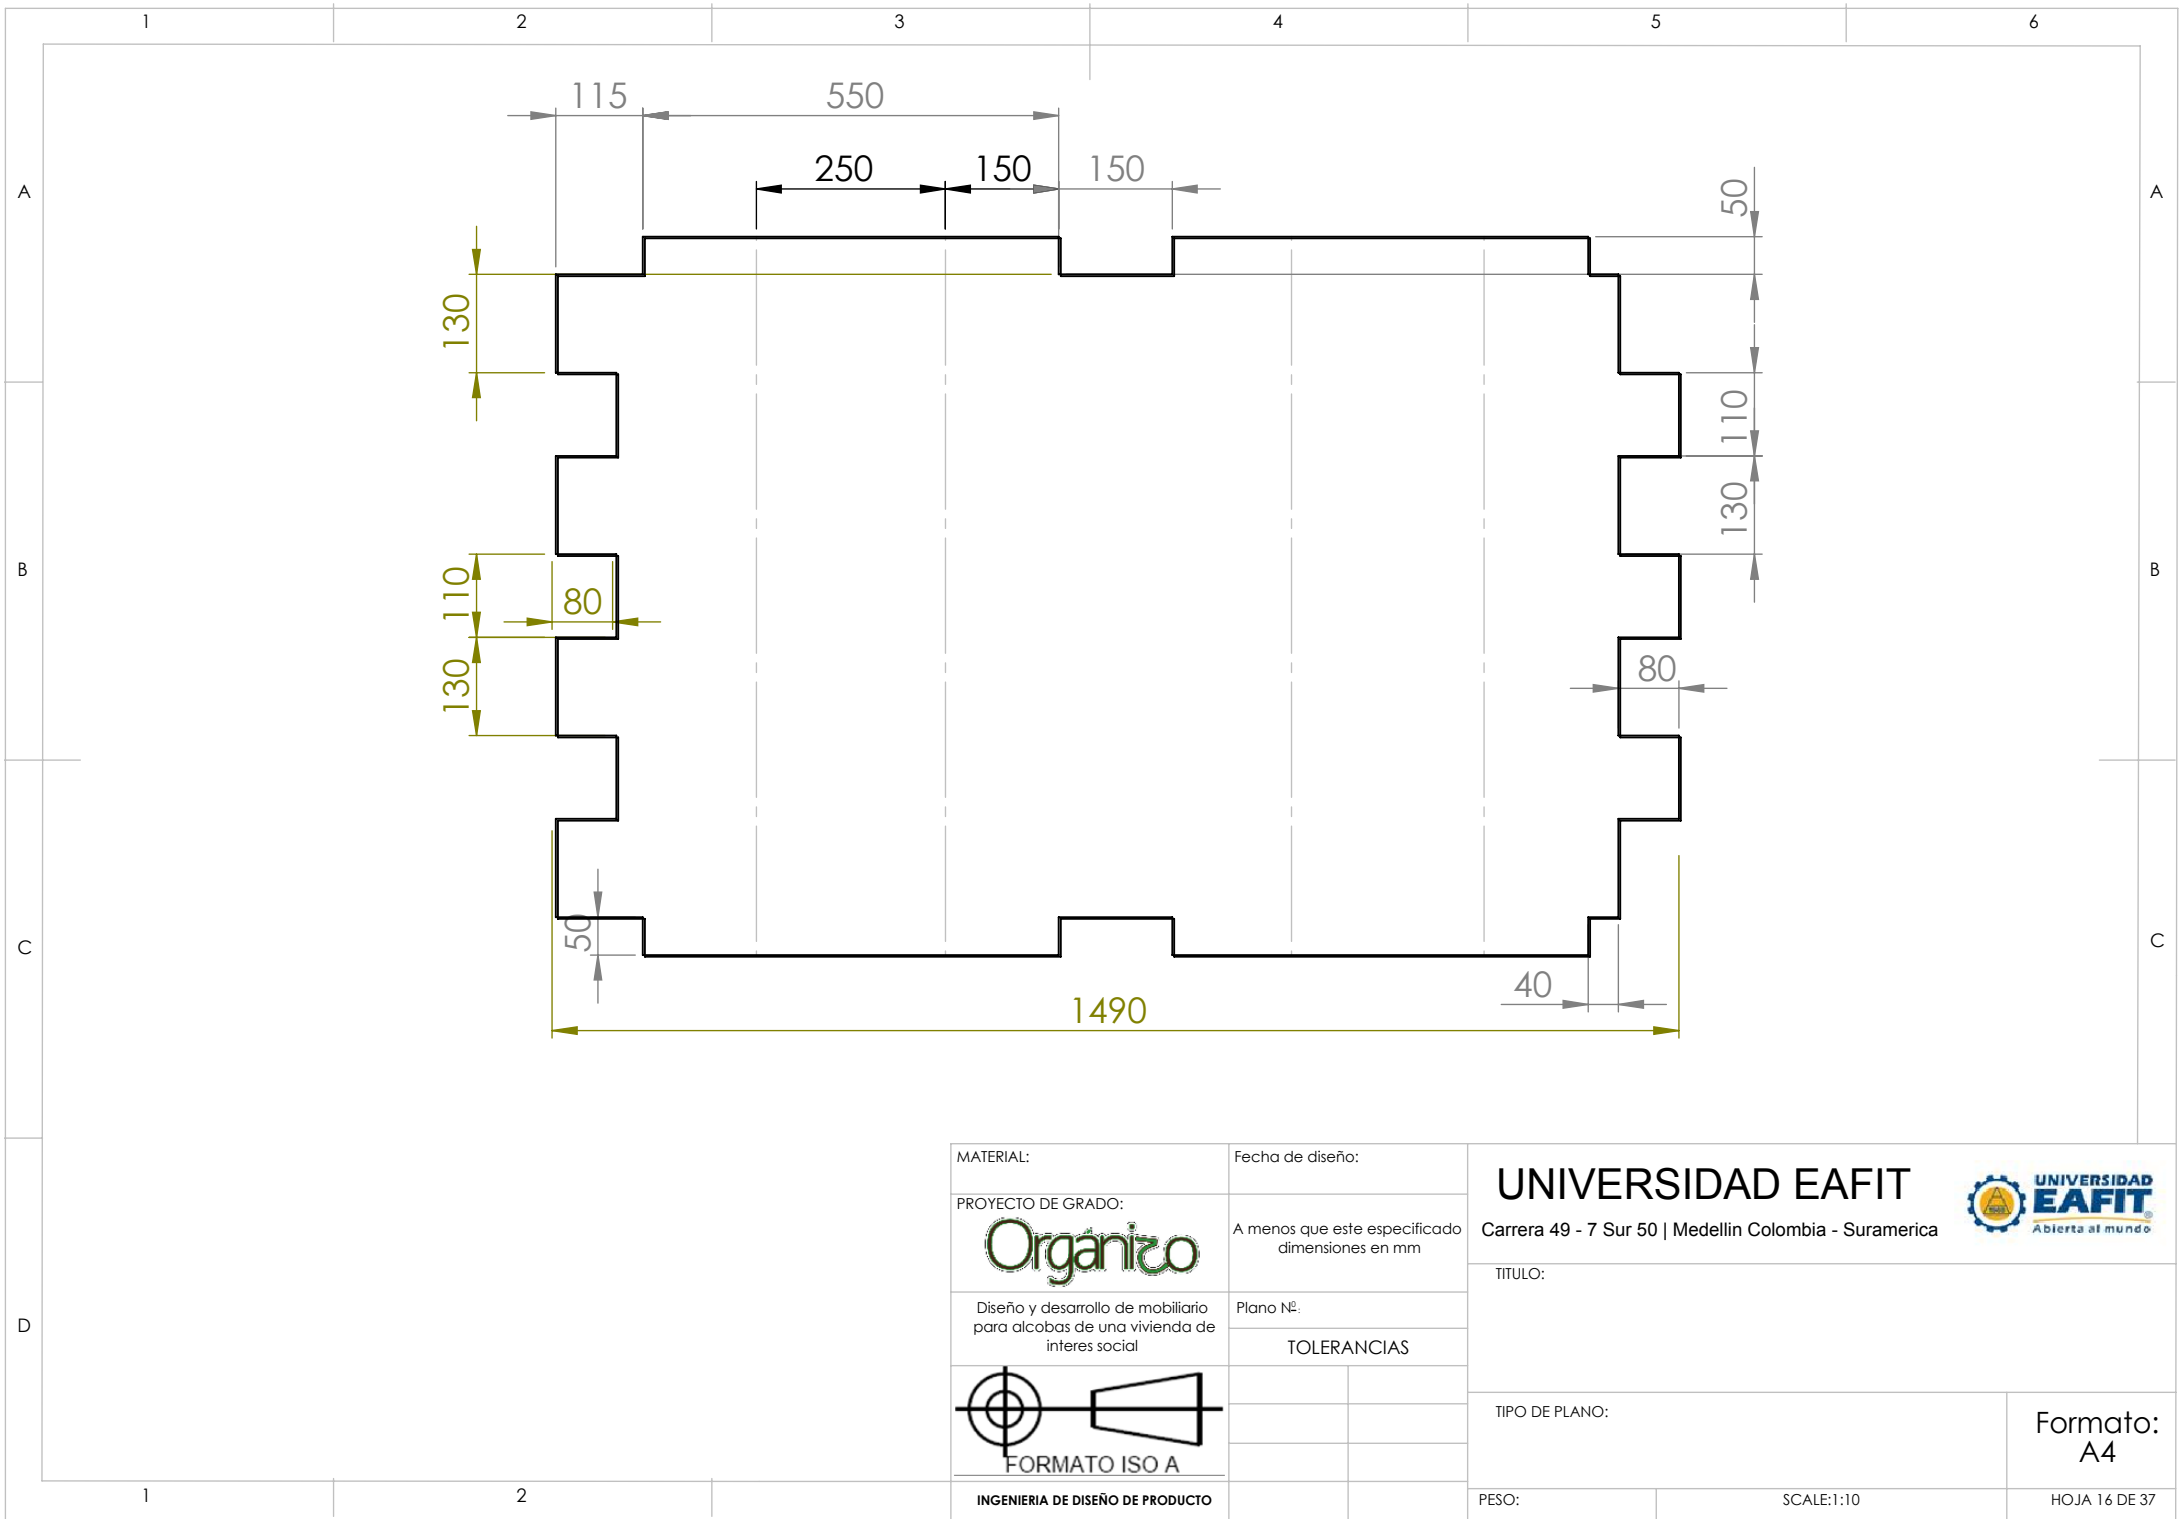 1 2 3 4 5 6
115 550
250 150 150
50
A A
130
110
130
B B
110
80
130
80
50
C C
40
1490
D
MATERIAL:
Fecha de diseño:
UNIVERSIDAD EAFIT
Carrera 49 - 7 Sur 50 | Medellin Colombia - Suramerica
UNIVERSIDAD
EAFIT®
Abierta al mundo
PROYECTO DE GRADO:
Orgánizo
A menos que este especificado
dimensiones en mm
TITULO:
Diseño y desarrollo de mobiliario
para alcobas de una vivienda de
interes social
Plano Nº:
TOLERANCIAS
FORMATO ISO A
TIPO DE PLANO:
Formato:
A4
INGENIERIA DE DISEÑO DE PRODUCTO
PESO:
SCALE:1:10
HOJA 16 DE 37
1 2